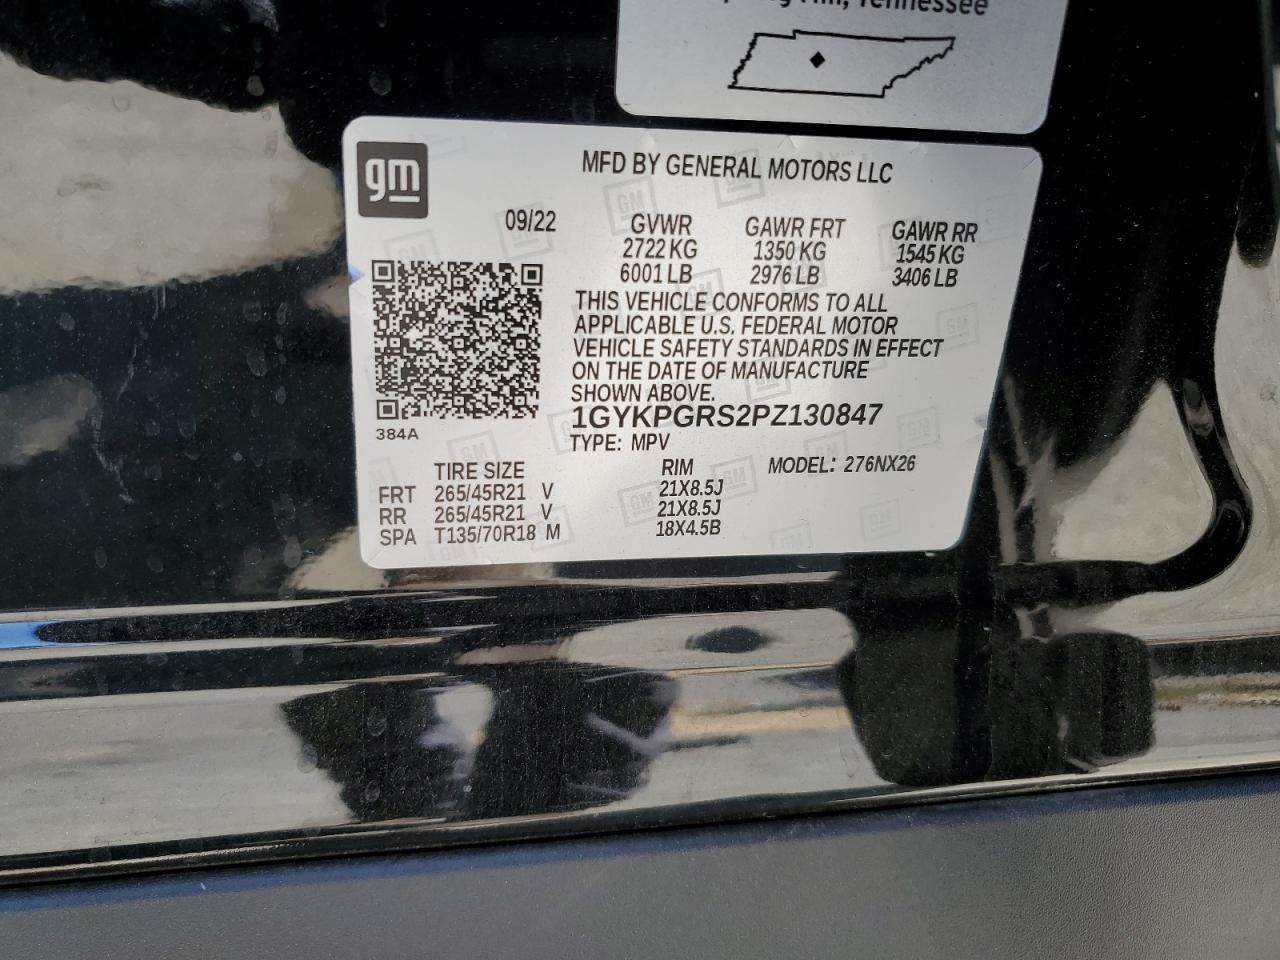 Hill, Tennessee
gm
MFD BY GENERAL MOTORS LLC
09/22
GVWR GAWR FRT GAWR RR
2722 KG 1350 KG 1545 KG
6001 LB 2976 LB 3406 LB
THIS VEHICLE CONFORMS TO ALL
APPLICABLE U.S. FEDERAL MOTOR
VEHICLE SAFETY STANDARDS IN EFFECT
ON THE DATE OF MANUFACTURE
SHOWN ABOVE.
1GYKPGRS2PZ130847
384A
TYPE: MPV
TIRE SIZE RIM MODEL: 276NX26
FRT 265/45R21 V 21X8.5J
RR 265/45R21 V 21X8.5J
SPA T135/70R18 M 18X4.5B